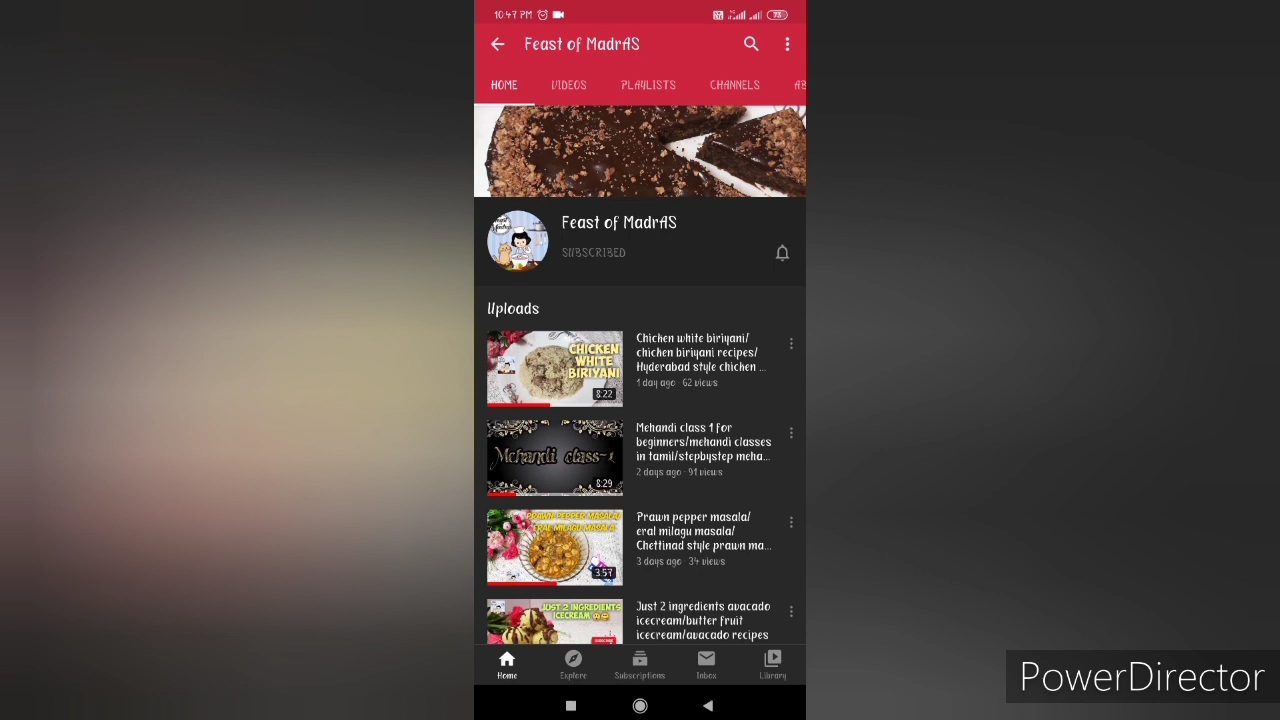 10:47 PM
73
Feast of MadrAS
HOME VIDEOS PLAYLISTS CHANNELS AB
Feast of MadrAS
SUBSCRIBED
Uploads
CHICKEN
WHITE
BIRIYANI
8:22
Chicken white biriyani/
chicken biriyani recipes/
Hyderabad style chicken ...
1 day ago · 62 views
Mehandi class-1
8:29
Mehandi class 1 for
beginners/mehandi classes
in tamil/stepbystep meha...
2 days ago · 91 views
PRAWN PEPPER MASALA/
ERAL MILAGU MASALA
3:57
Prawn pepper masala/
eral milagu masala/
Chettinad style prawn ma...
3 days ago · 34 views
JUST 2 INGREDIENTS
ICECREAM
Just 2 ingredients avacado
icecream/butter fruit
icecream/avacado recipes
Home Explore Subscriptions Inbox Library
PowerDirector